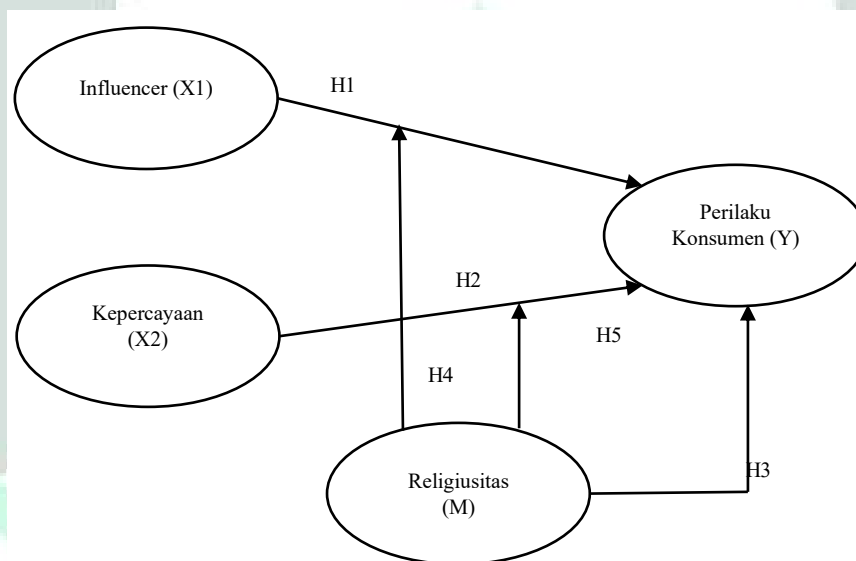 Influencer (X1)
H1
Perilaku
Konsumen (Y)
H2
Kepercayaan
(X2)
H5
H4
Religiusitas
(M)
H3